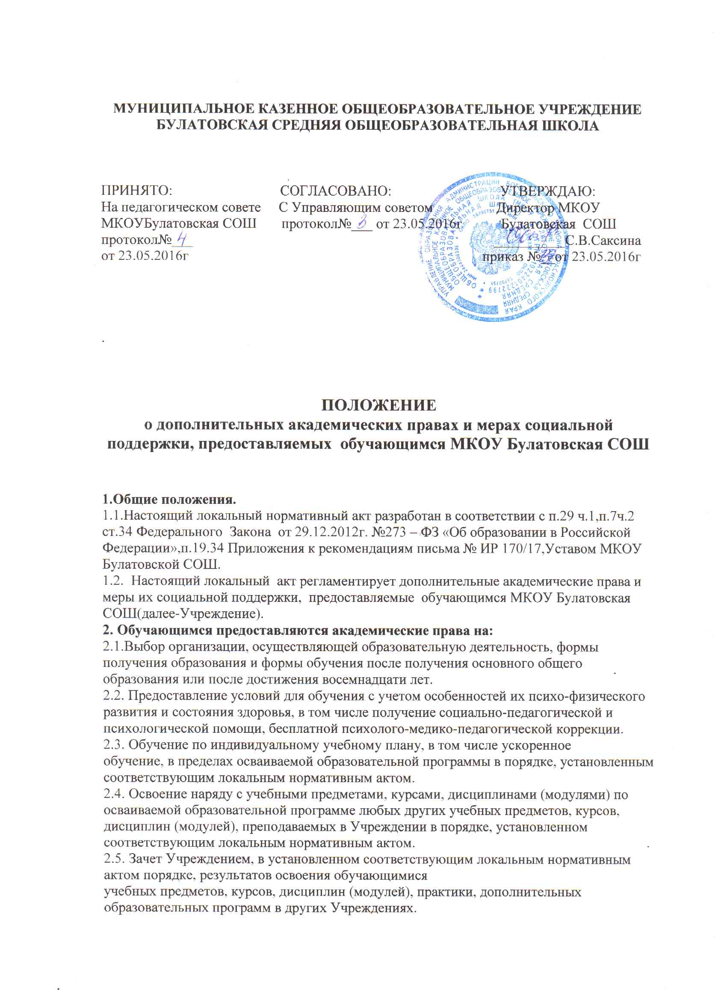 МУНИЦИПАЛЬНОЕ КАЗЕННОЕ ОБЩЕОБРАЗОВАТЕЛЬНОЕ УЧРЕЖДЕНИЕ
БУЛАТОВСКАЯ СРЕДНЯЯ ОБЩЕОБРАЗОВАТЕЛЬНАЯ ШКОЛА
ПРИНЯТО: СОГЛАСОВАНО: УТВЕРЖДАЮ:
На педагогическом совете С Управляющим советом Директор МКОУ
МКОУБулатовская СОШ протокол№ 3 от 23.05.2016г Булатовская СОШ
протокол№ 4 С.В.Саксина
от 23.05.2016г приказ № от 23.05.2016г
ПОЛОЖЕНИЕ
о дополнительных академических правах и мерах социальной
поддержки, предоставляемых обучающимся МКОУ Булатовская СОШ
1.Общие положения.
1.1.Настоящий локальный нормативный акт разработан в соответствии с п.29 ч.1,п.7ч.2
ст.34 Федерального Закона от 29.12.2012г. №273 – ФЗ «Об образовании в Российской
Федерации»,п.19.34 Приложения к рекомендациям письма № ИР 170/17,Уставом МКОУ
Булатовской СОШ.
1.2. Настоящий локальный акт регламентирует дополнительные академические права и
меры их социальной поддержки, предоставляемые обучающимся МКОУ Булатовская
СОШ(далее-Учреждение).
2. Обучающимся предоставляются академические права на:
2.1.Выбор организации, осуществляющей образовательную деятельность, формы
получения образования и формы обучения после получения основного общего
образования или после достижения восемнадцати лет.
2.2. Предоставление условий для обучения с учетом особенностей их психо-физического
развития и состояния здоровья, в том числе получение социально-педагогической и
психологической помощи, бесплатной психолого-медико-педагогической коррекции.
2.3. Обучение по индивидуальному учебному плану, в том числе ускоренное
обучение, в пределах осваиваемой образовательной программы в порядке, установленным
соответствующим локальным нормативным актом.
2.4. Освоение наряду с учебными предметами, курсами, дисциплинами (модулями) по
осваиваемой образовательной программе любых других учебных предметов, курсов,
дисциплин (модулей), преподаваемых в Учреждении в порядке, установленном
соответствующим локальным нормативным актом.
2.5. Зачет Учреждением, в установленном соответствующим локальным нормативным
актом порядке, результатов освоения обучающимися
учебных предметов, курсов, дисциплин (модулей), практики, дополнительных
образовательных программ в других Учреждениях.